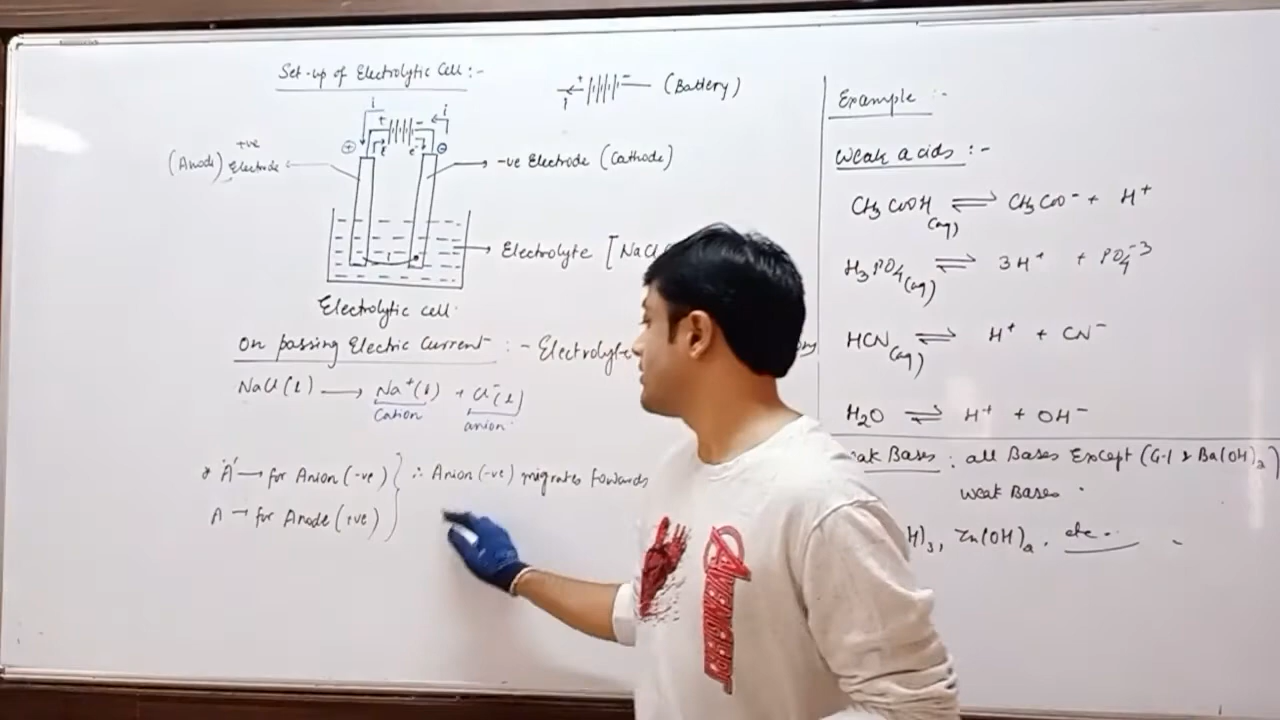 Set-up of Electrolytic Cell :-
+ - (Battery)
i
i i
+ -
e⁻ e⁻
⊕ ⊖
+ve
(Anode) Electrode
-ve Electrode (Cathode)
Electrolyte [NaCl
Electrolytic cell.
On passing Electric Current :- Electrolyte
NaCl(l) → Na⁺(l) + Cl⁻(l)
Cation
anion
'A' → for Anion (-ve) } ∴ Anion (-ve) migrates towards
A → for Anode (+ve)
Example :-
Weak acids :-
CH₃COOH(aq) ⇌ CH₃COO⁻ + H⁺
H₃PO₄(aq) ⇌ 3H⁺ + PO₄⁻³
HCN(aq) ⇌ H⁺ + CN⁻
H₂O ⇌ H⁺ + OH⁻
eak Bases : all Bases Except (G-1 & Ba(OH)₂)
Weak Bases.
H)₃, Zn(OH)₂. etc..
AVENGERS